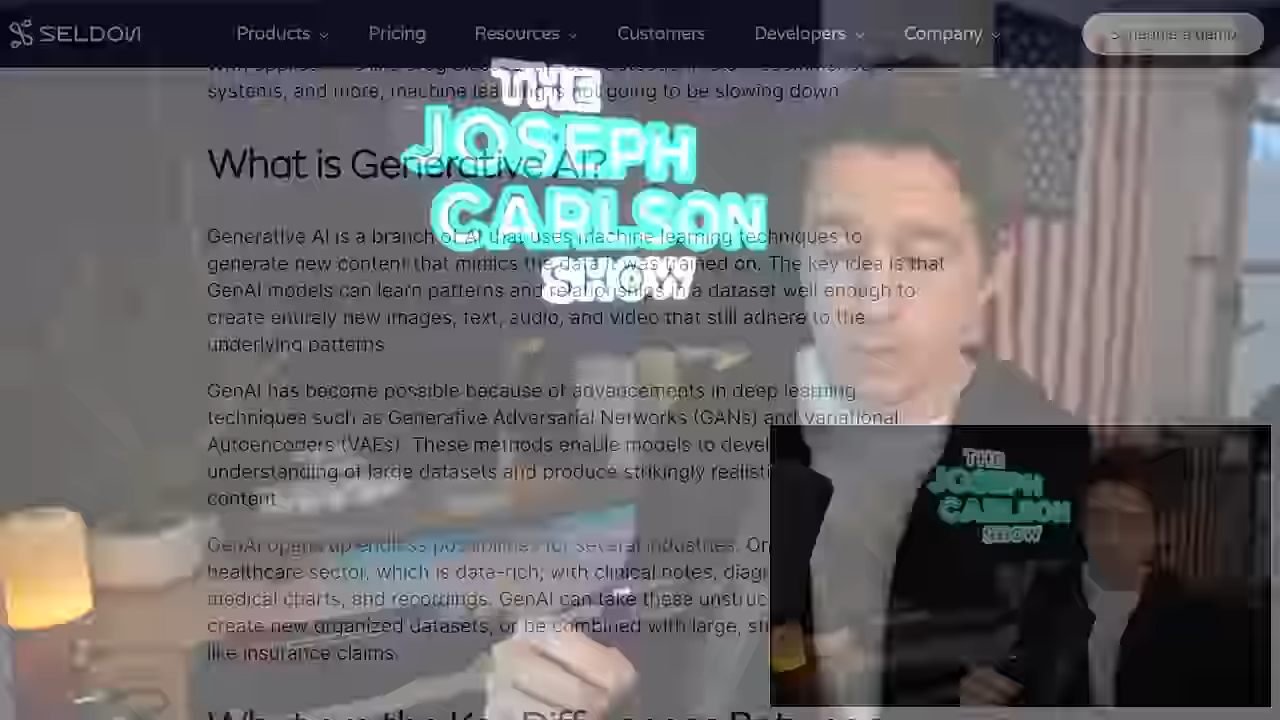 SELDON
Products
Pricing
Resources
Customers
Developers
Company
Schedule a demo
systems, and more, machine learning is not going to be slowing down
THE
JOSEPH
CARLSON
SHOW
What is Generative AI?
Generative AI is a branch of AI that uses machine learning techniques to
generate new content that mimics the data it was trained on. The key idea is that
GenAI models can learn patterns and relationships in a dataset well enough to
create entirely new images, text, audio, and video that still adhere to the
underlying patterns
GenAI has become possible because of advancements in deep learning
techniques such as Generative Adversarial Networks (GANs) and Variational
Autoencoders (VAEs). These methods enable models to devel
understanding of large datasets and produce strikingly realisti
content
GenAI opens up endless possibilities for several industries. On
healthcare sector, which is data-rich, with clinical notes, diagn
medical charts, and recordings. GenAI can take these unstruc
create new organized datasets, or be combined with large, str
like insurance claims.
THE
JOSEPH
CARLSON
SHOW